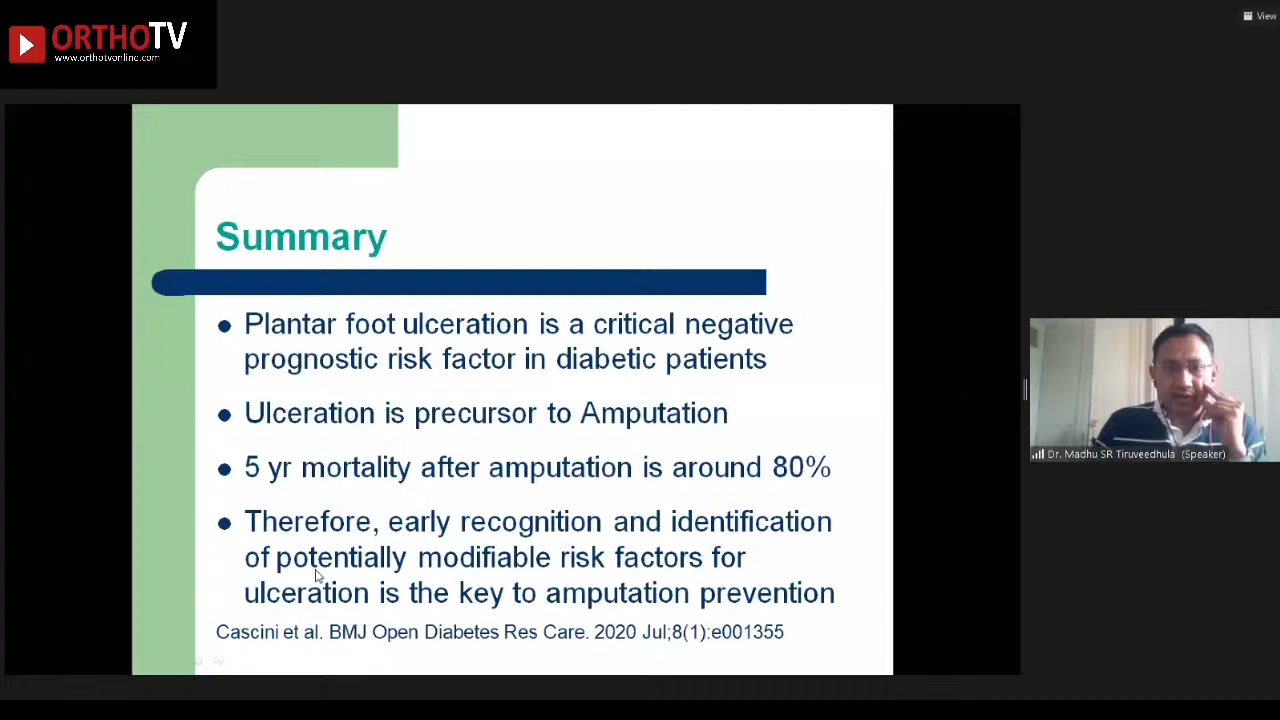 ORTHOTV
www.orthotvonline.com
View
Summary
Plantar foot ulceration is a critical negative
prognostic risk factor in diabetic patients
Ulceration is precursor to Amputation
5 yr mortality after amputation is around 80%
Therefore, early recognition and identification
of potentially modifiable risk factors for
ulceration is the key to amputation prevention
Cascini et al. BMJ Open Diabetes Res Care. 2020 Jul;8(1):e001355
Dr. Madhu SR Tiruveedhula (Speaker)